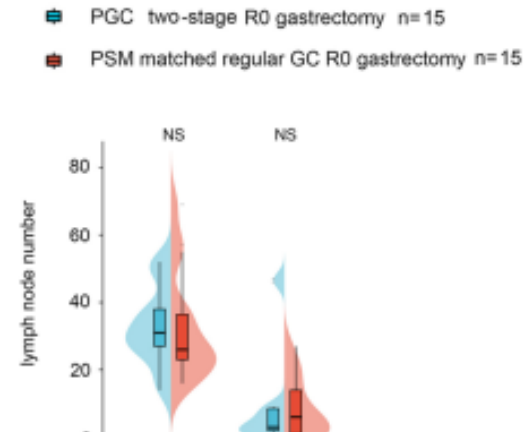 PGC two-stage R0 gastrectomy n=15
PSM matched regular GC R0 gastrectomy n=15
NS NS
80
60
40
20
lymph node number